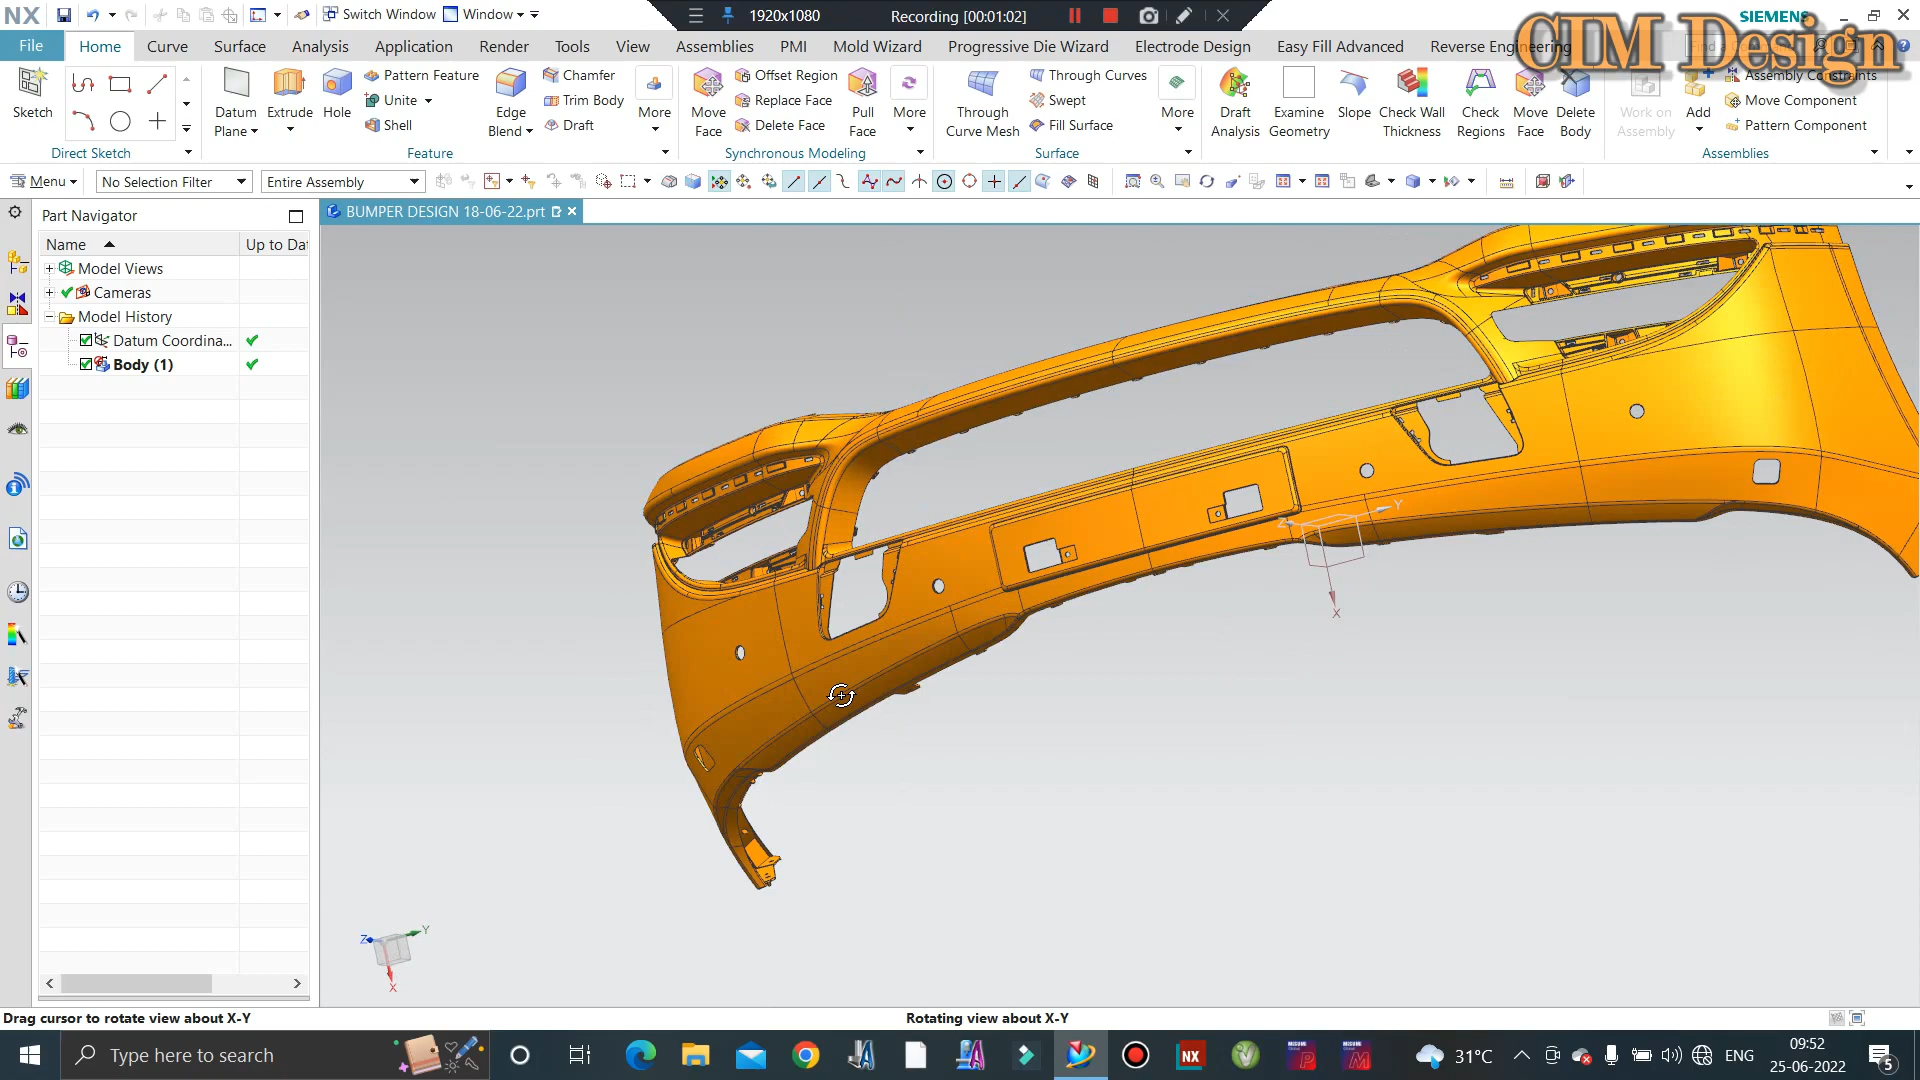 NX
Switch Window
Window
1920x1080
Recording [00:01:02]
SIEMENS
CIM Design
File
Home
Curve
Surface
Analysis
Application
Render
Tools
View
Assemblies
PMI
Mold Wizard
Progressive Die Wizard
Electrode Design
Easy Fill Advanced
Reverse Engineering
Sketch
Direct Sketch
Datum
Plane
Extrude
Hole
Pattern Feature
Unite
Shell
Edge
Blend
Chamfer
Trim Body
Draft
More
Feature
Move
Face
Offset Region
Replace Face
Delete Face
Pull
Face
More
Synchronous Modeling
Through
Curve Mesh
Through Curves
Swept
Fill Surface
More
Surface
Draft
Analysis
Examine
Geometry
Slope
Check Wall
Thickness
Check
Regions
Move
Face
Delete
Body
Work on
Assembly
Add
Assembly Constraints
Move Component
Pattern Component
Assemblies
Menu
No Selection Filter
Entire Assembly
Part Navigator
BUMPER DESIGN 18-06-22.prt
Name
Up to Dat
Model Views
Cameras
Model History
Datum Coordina...
Body (1)
Z
Y
X
Z
Y
X
Drag cursor to rotate view about X-Y
Rotating view about X-Y
Type here to search
NX
31°C
ENG
09:52
25-06-2022
5